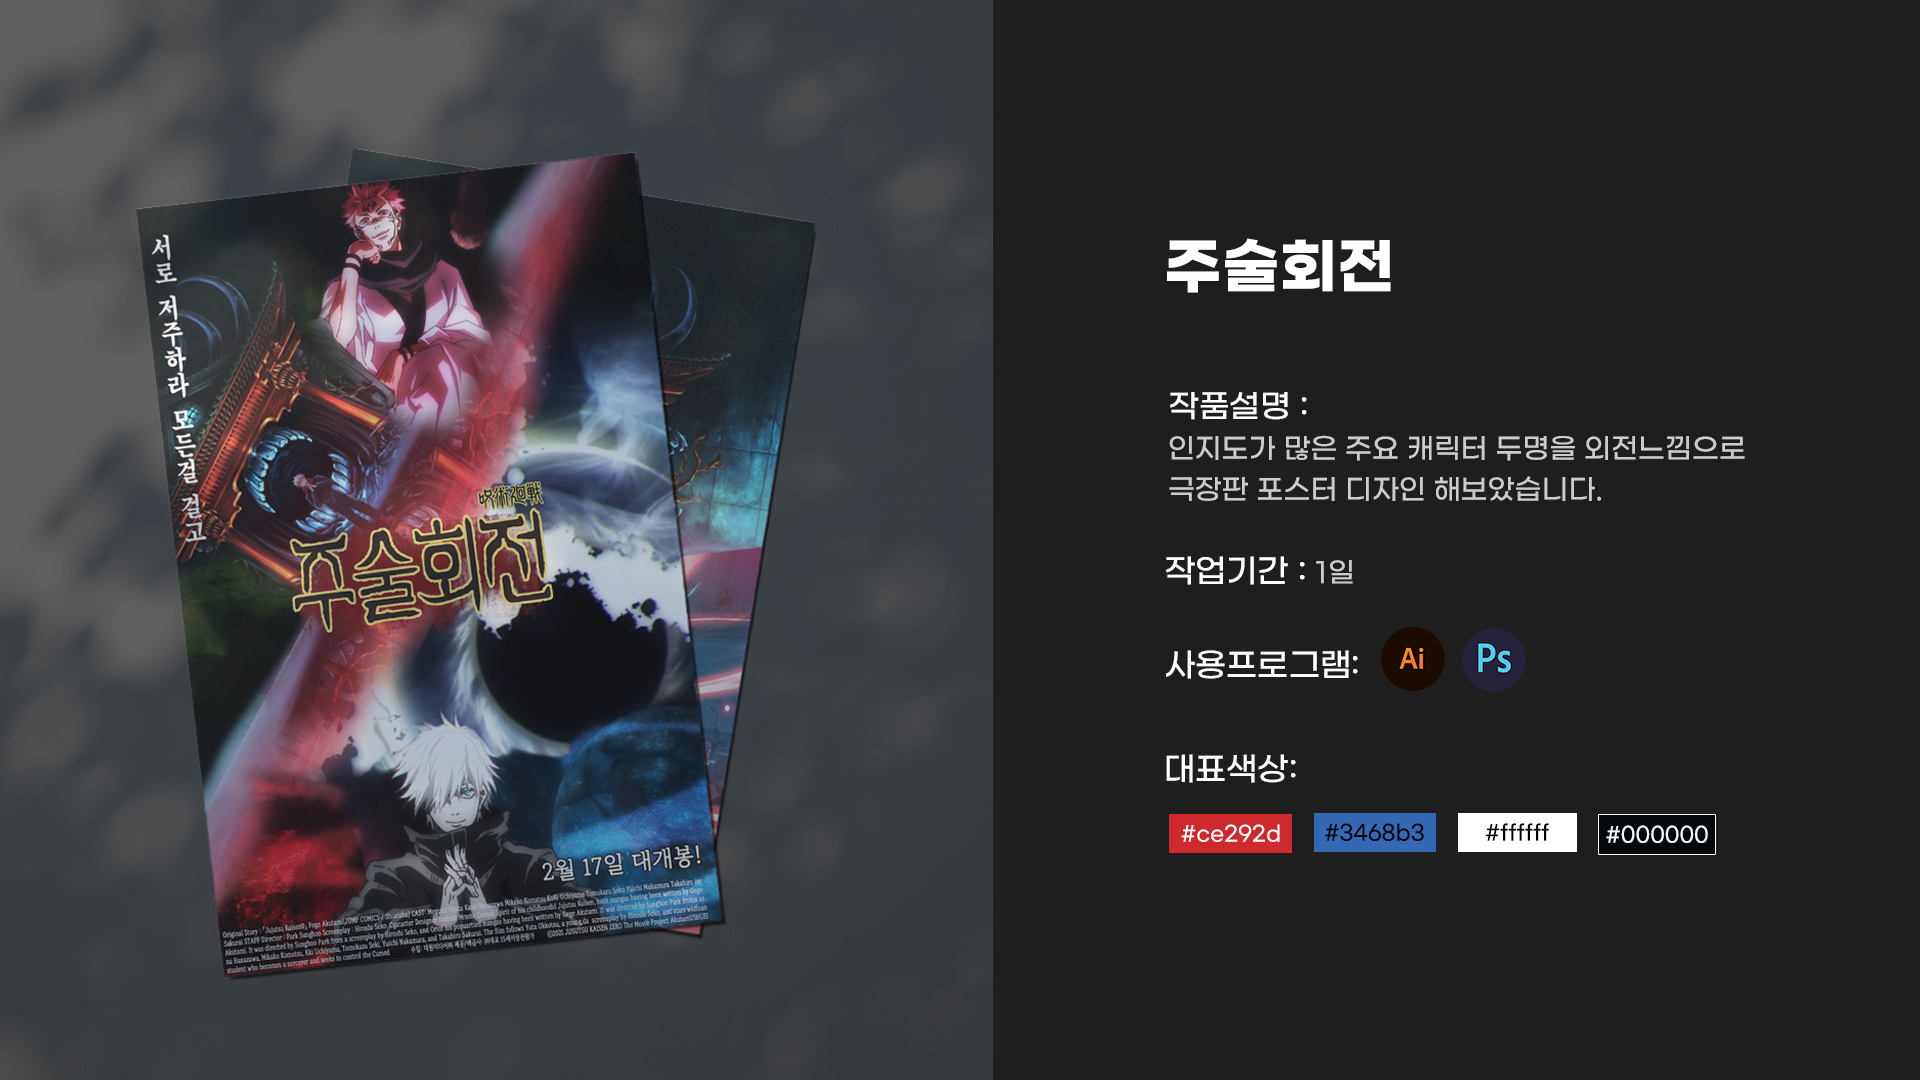 서로 저주하라 모든걸 걸고
呪術廻戦
주술회전
2월 17일 대개봉!
주술회전
작품설명 :
인지도가 많은 주요 캐릭터 두명을 외전느낌으로
극장판 포스터 디자인 해보았습니다.
작업기간 : 1일
사용프로그램: Ai Ps
대표색상:
#ce292d #3468b3 #ffffff #000000